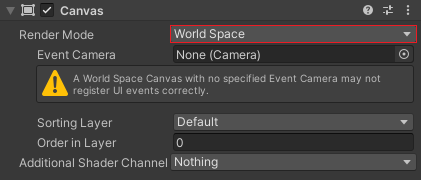 Canvas
Render Mode World Space
Event Camera None (Camera)
A World Space Canvas with no specified Event Camera may not
register UI events correctly.
Sorting Layer Default
Order in Layer 0
Additional Shader Channel Nothing